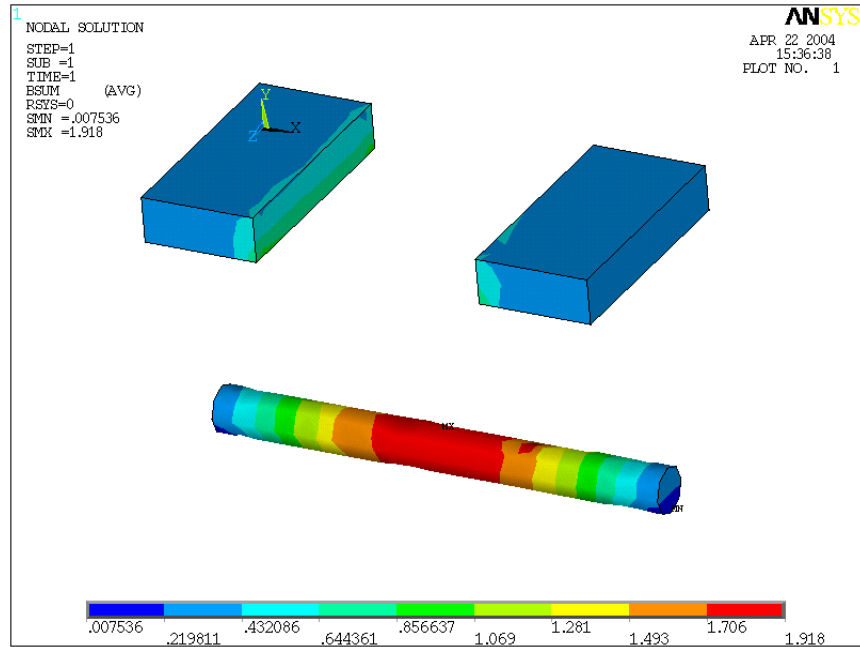 1
NODAL SOLUTION
STEP=1
SUB =1
TIME=1
BSUM (AVG)
RSYS=0
SMN =.007536
SMX =1.918
ANSYS
APR 22 2004
15:36:38
PLOT NO. 1
Y
Z X
MX
MN
.007536 .432086 .856637 1.281 1.706
.219811 .644361 1.069 1.493 1.918